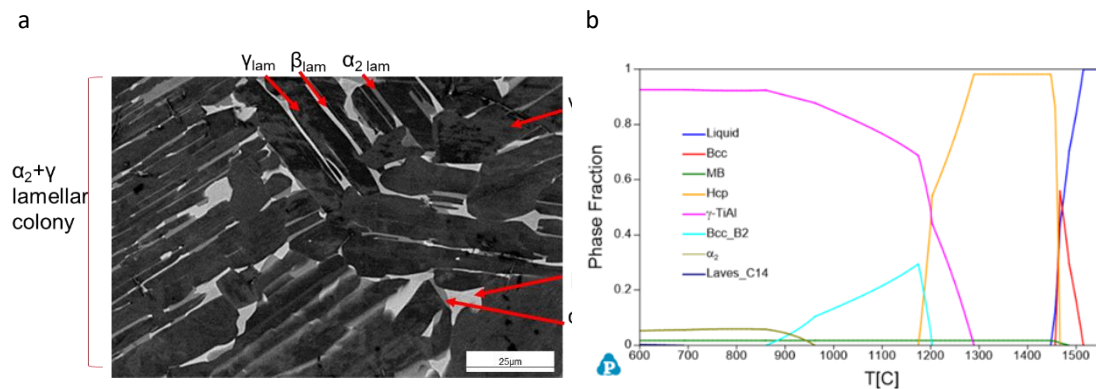 a
b
γlam
βlam
α2 lam
α2+γ
lamellar
colony
25µm
Phase Fraction
1
0.8
0.6
0.4
0.2
0
Liquid
Bcc
MB
Hcp
γ-TiAl
Bcc_B2
α2
Laves_C14
600
700
800
900
1000
1100
1200
1300
1400
1500
T[C]
P